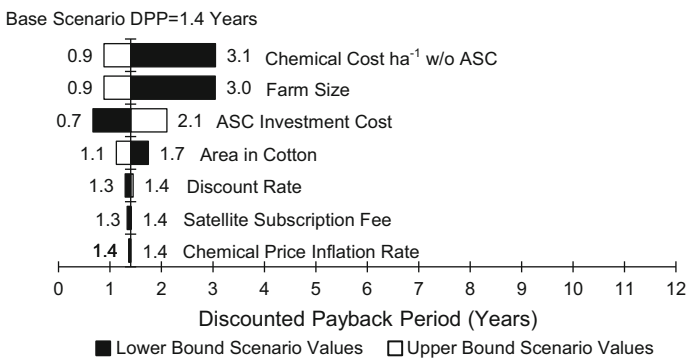 Base Scenario DPP=1.4 Years
0.9 3.1 Chemical Cost ha⁻¹ w/o ASC
0.9 3.0 Farm Size
0.7 2.1 ASC Investment Cost
1.1 1.7 Area in Cotton
1.3 1.4 Discount Rate
1.3 1.4 Satellite Subscription Fee
1.4 1.4 Chemical Price Inflation Rate
0 1 2 3 4 5 6 7 8 9 10 11 12
Discounted Payback Period (Years)
Lower Bound Scenario Values Upper Bound Scenario Values